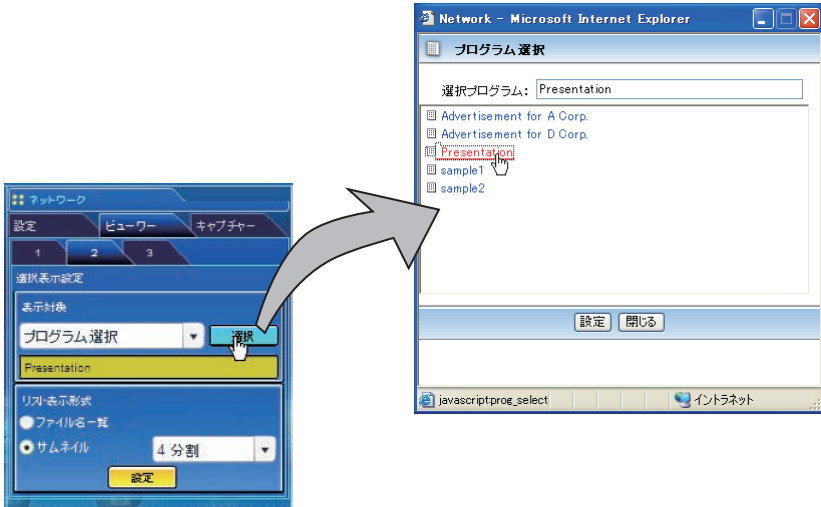 Network - Microsoft Internet Explorer
プログラム選択
選択プログラム: Presentation
Advertisement for A Corp.
Advertisement for D Corp.
Presentation
sample1
sample2
設定 閉じる
javascript:prog_select イントラネット
ネットワーク
設定 ビューワー キャプチャー
1 2 3
選択表示設定
表示対象
プログラム選択 選択
Presentation
リスト表示形式
ファイル名一覧
サムネイル 4 分割
設定